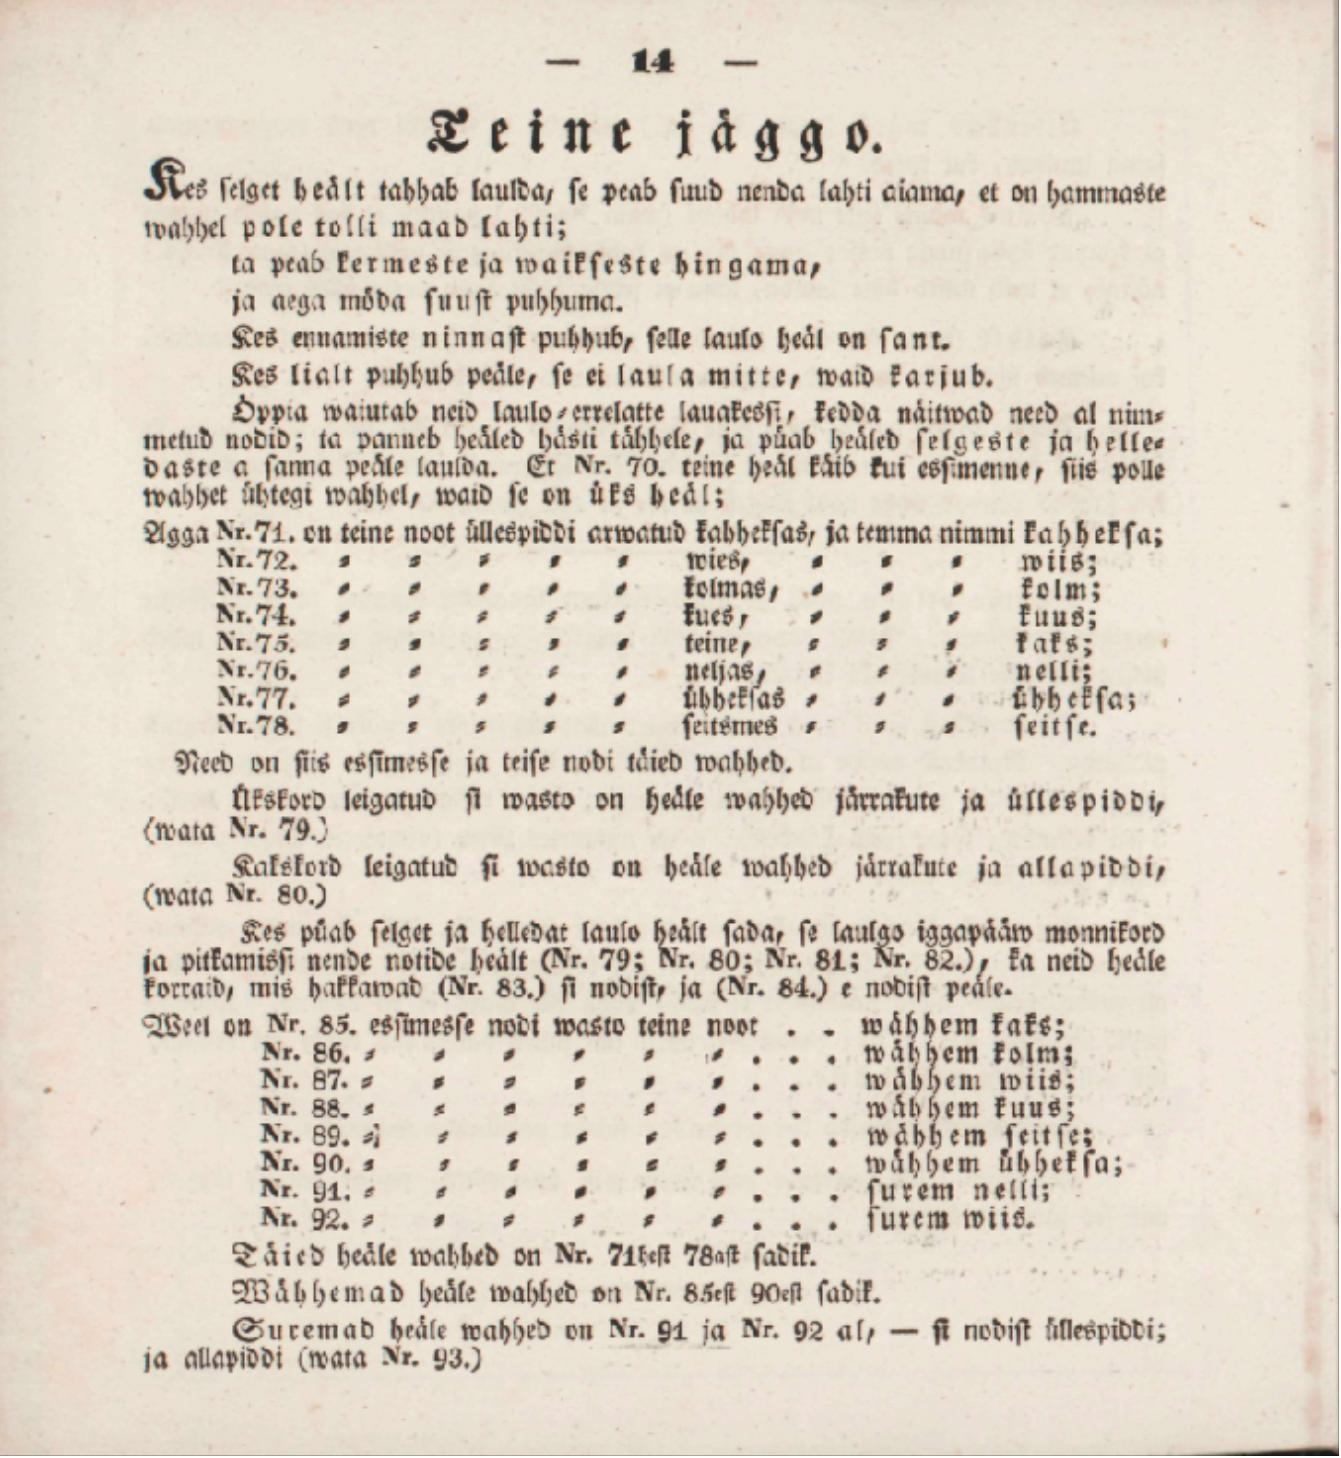 — 14 —
Teine jäggo.
Kes selget heält tahhab laulda, se peab suud nenda lahti aiama, et on hammaste
wahhel pole tolli maad lahti;
ta peab kermeste ja waikseste hingama,
ja aega möda suust puhhuma.
Kes ennamiste ninnast puhhub, selle laulo heäl on sant.
Kes lialt puhhub peäle, se ei laula mitte, waid karjub.
Öppia waiutab neid laulo-errelatte lauakessi, kedda näitwad need al nim-
metud nodid; ta panneb heäled hästi tähhele, ja püab heäled selgeste ja helle-
daste a sanna peäle laulda. Et Nr. 70. teine heäl käib kui essimenne, siis polle
wahhet ühtegi wahhel, waid se on üks heäl;
Agga Nr. 71. on teine noot üllespiddi arwatud kahheksas, ja temma nimmi kahheksa;
Nr. 72. " " " " " wies, " " " wiis;
Nr. 73. " " " " " kolmas, " " " kolm;
Nr. 74. " " " " " kues, " " " kuus;
Nr. 75. " " " " " teine, " " " kaks;
Nr. 76. " " " " " neljas, " " " nelli;
Nr. 77. " " " " " ühheksas " " " ühheksa;
Nr. 78. " " " " " seitsmes " " " seitse.
Need on siis essimesse ja teise nodi täied wahhed.
Ükskord leigatud si wasto on heäle wahhed järrakute ja üllespiddi,
(wata Nr. 79.)
Kakskord leigatud si wasto on heäle wahhed järrakute ja allapiddi,
(wata Nr. 80.)
Kes püab selget ja helledat laulo heält sada, se laulgo iggapääw monnikord
ja pitkamissi nende notide heält (Nr. 79; Nr. 80; Nr. 81; Nr. 82.), ka neid heäle
korraid, mis hakkawad (Nr. 83.) si nodist, ja (Nr. 84.) e nodist peäle.
Weel on Nr. 85. essimesse nodi wasto teine noot . . wähhem kaks;
Nr. 86. " " " " " " . . . wähhem kolm;
Nr. 87. " " " " " " . . . wähhem wiis;
Nr. 88. " " " " " " . . . wähhem kuus;
Nr. 89. " " " " " " . . . wähhem seitse;
Nr. 90. " " " " " " . . . wähhem ühheksa;
Nr. 91. " " " " " " . . . surem nelli;
Nr. 92. " " " " " " . . . surem wiis.
Täied heäle wahhed on Nr. 71hest 78ast sadik.
Wähhemad heäle wahhed on Nr. 85est 90est sadik.
Suremad heäle wahhed on Nr. 91 ja Nr. 92 al, — si nodist üllespiddi;
ja allapiddi (wata Nr. 93.)